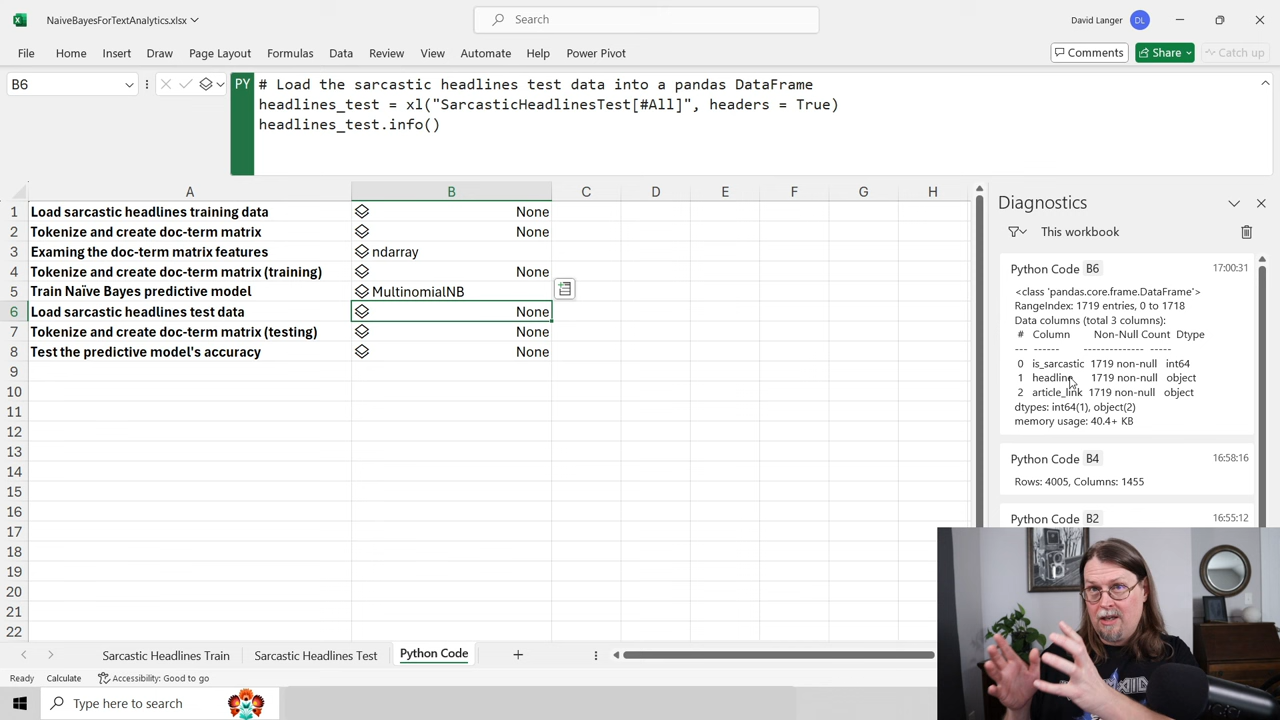 NaiveBayesForTextAnalytics.xlsx
Search
David Langer
DL
File Home Insert Draw Page Layout Formulas Data Review View Automate Help Power Pivot
Comments
Share
Catch up
B6
PY
# Load the sarcastic headlines test data into a pandas DataFrame
headlines_test = xl("SarcasticHeadlinesTest[#All]", headers = True)
headlines_test.info()
A B C D E F G H
1 Load sarcastic headlines training data None
2 Tokenize and create doc-term matrix None
3 Examing the doc-term matrix features ndarray
4 Tokenize and create doc-term matrix (training) None
5 Train Naïve Bayes predictive model MultinomialNB
6 Load sarcastic headlines test data None
7 Tokenize and create doc-term matrix (testing) None
8 Test the predictive model's accuracy None
9
10
11
12
13
14
15
16
17
18
19
20
21
22
Diagnostics
This workbook
Python Code B6 17:00:31
<class 'pandas.core.frame.DataFrame'>
RangeIndex: 1719 entries, 0 to 1718
Data columns (total 3 columns):
# Column Non-Null Count Dtype
--- ------ -------------- -----
0 is_sarcastic 1719 non-null int64
1 headline 1719 non-null object
2 article_link 1719 non-null object
dtypes: int64(1), object(2)
memory usage: 40.4+ KB
Python Code B4 16:58:16
Rows: 4005, Columns: 1455
Python Code B2 16:55:12
Sarcastic Headlines Train Sarcastic Headlines Test Python Code
Ready Calculate Accessibility: Good to go
Type here to search